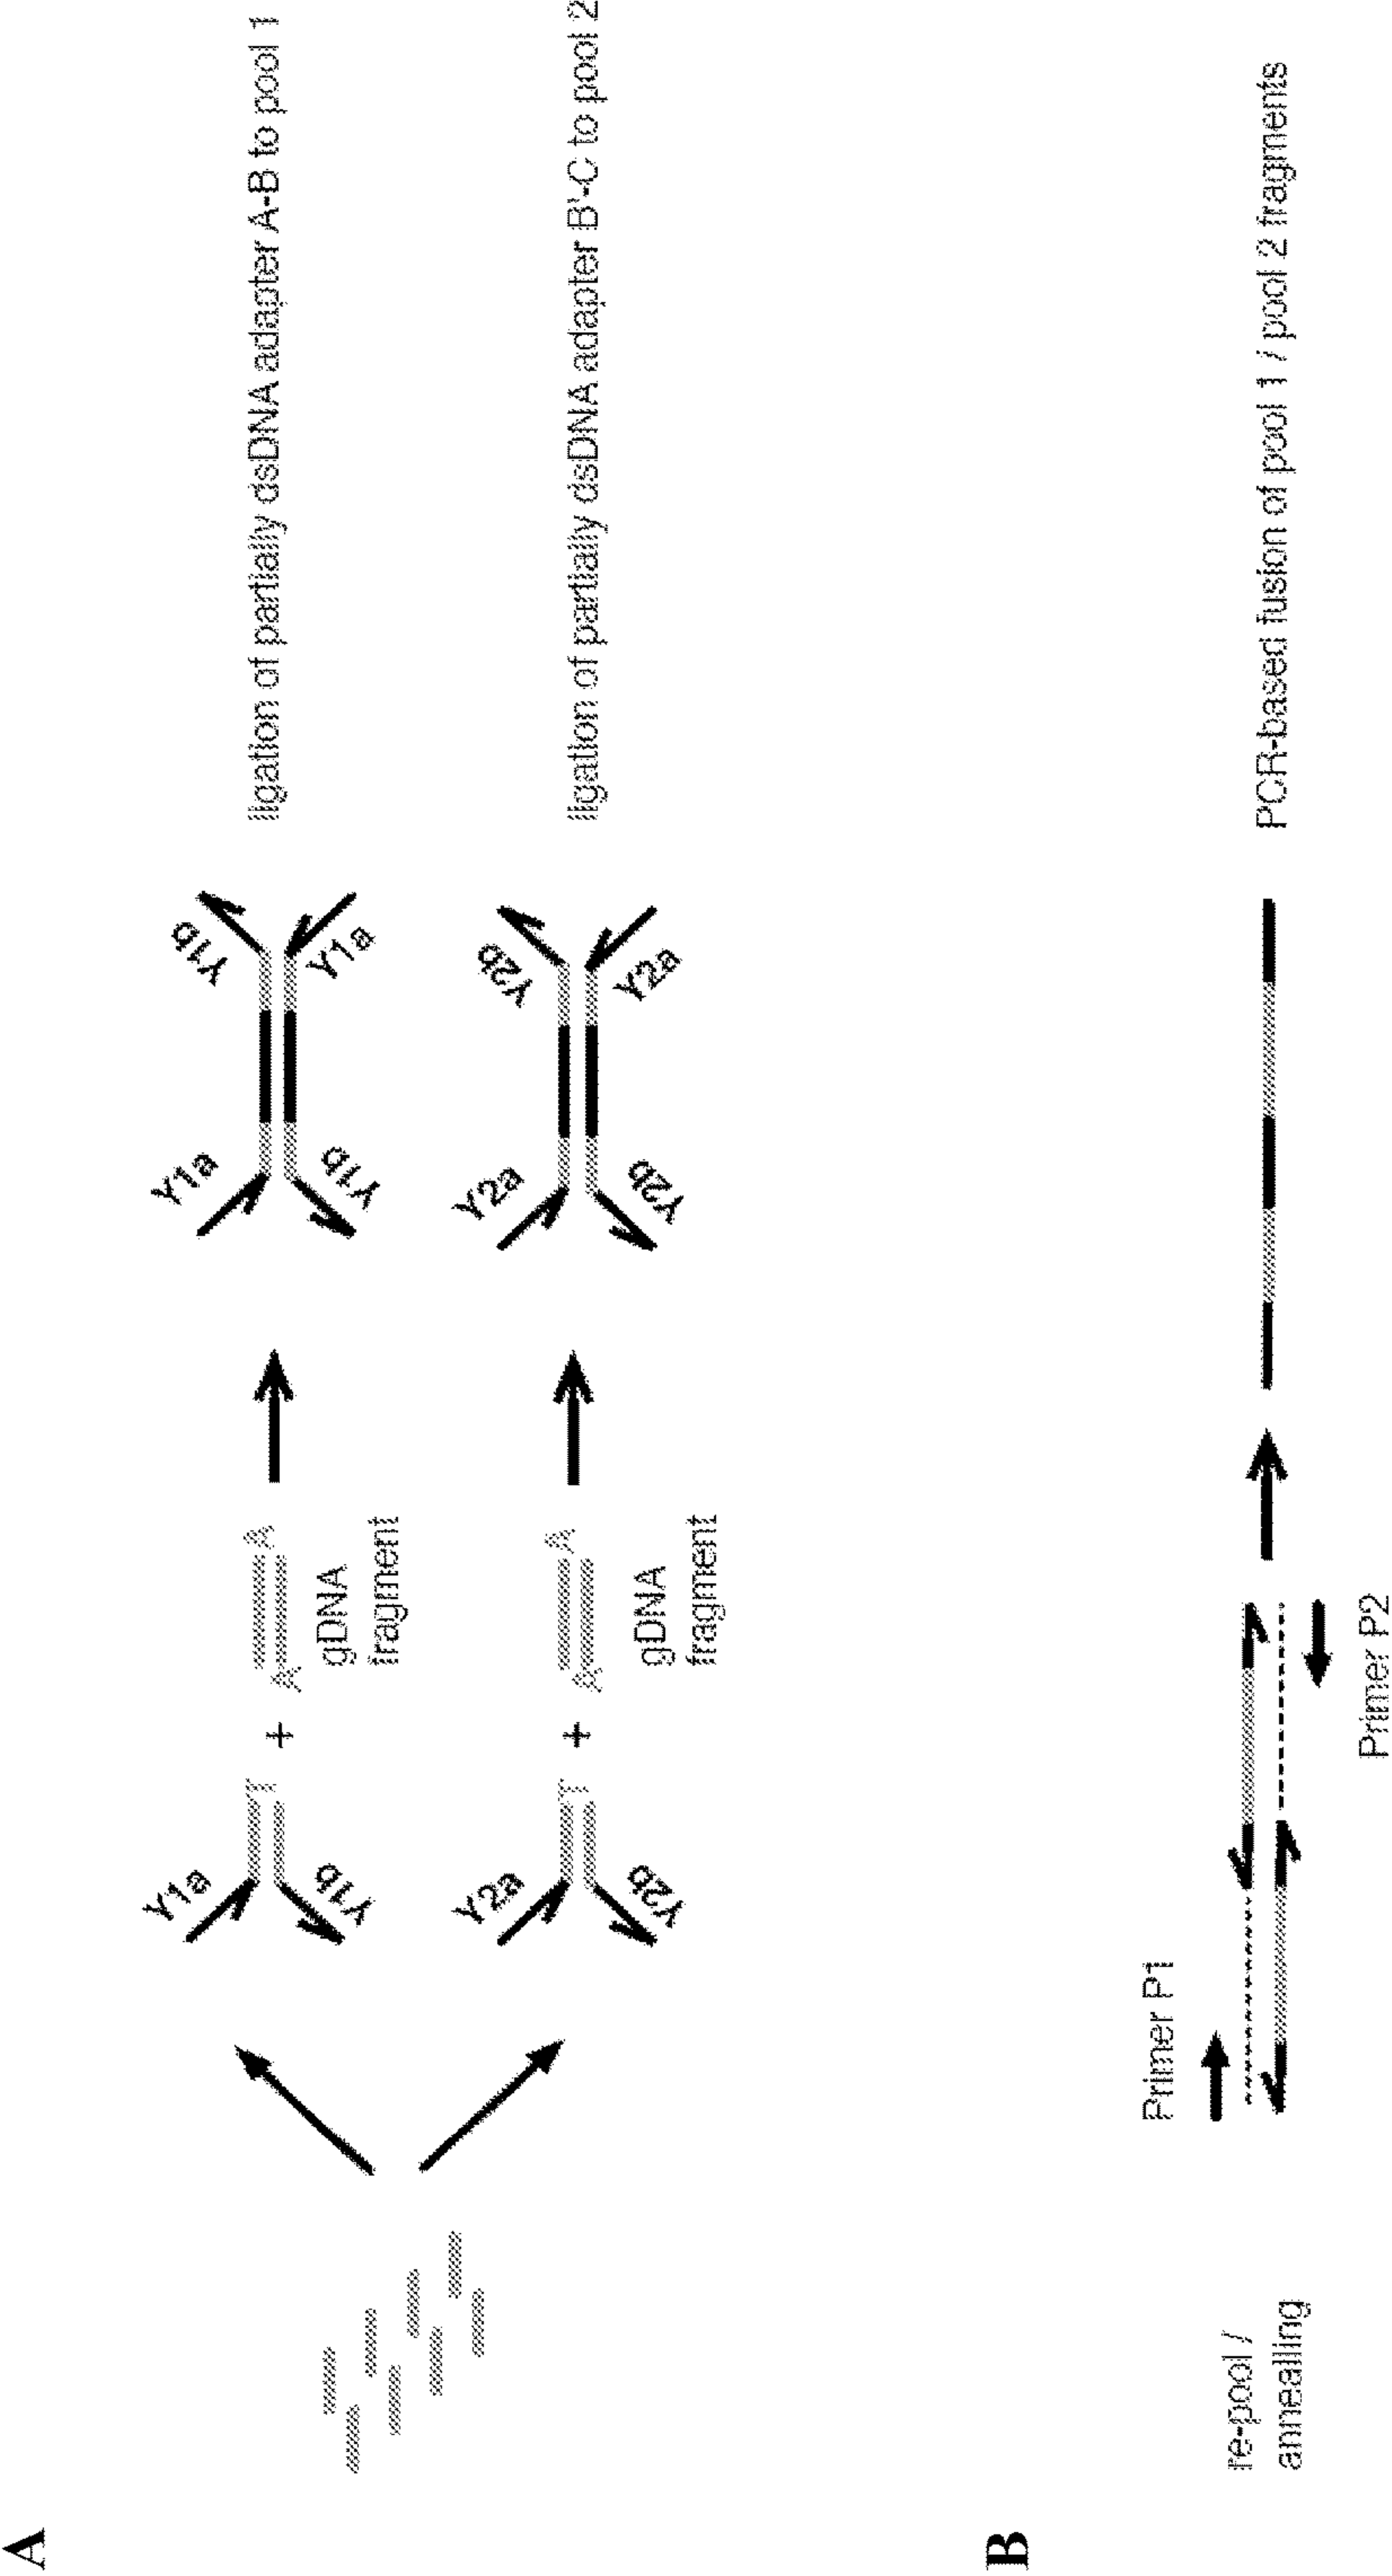 A
Y1a
Y1b
T
+
A
A
gDNA
fragment
Y1a
Y1b
Y1b
Y1a
ligation of partially dsDNA adapter A-B to pool 1
Y2a
Y2b
T
+
A
A
gDNA
fragment
Y2a
Y2b
Y2b
Y2a
ligation of partially dsDNA adapter B'-C to pool 2
B
re-pool /
annealling
Primer P1
Primer P2
PCR-based fusion of pool 1 / pool 2 fragments